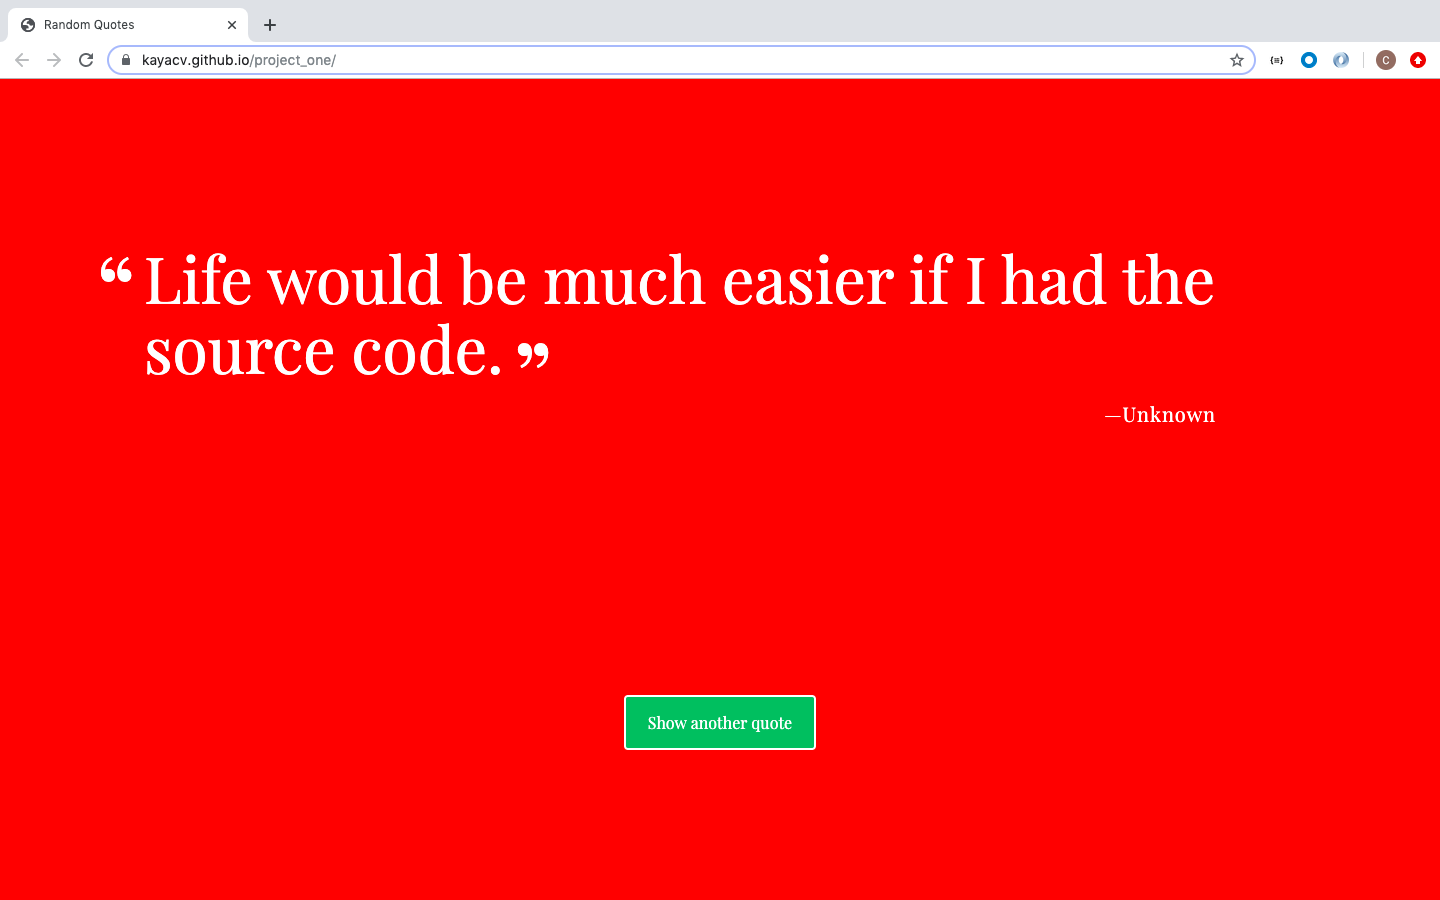 Random Quotes
kayacv.github.io/project_one/
C
“ Life would be much easier if I had the
source code. ”
—Unknown
Show another quote